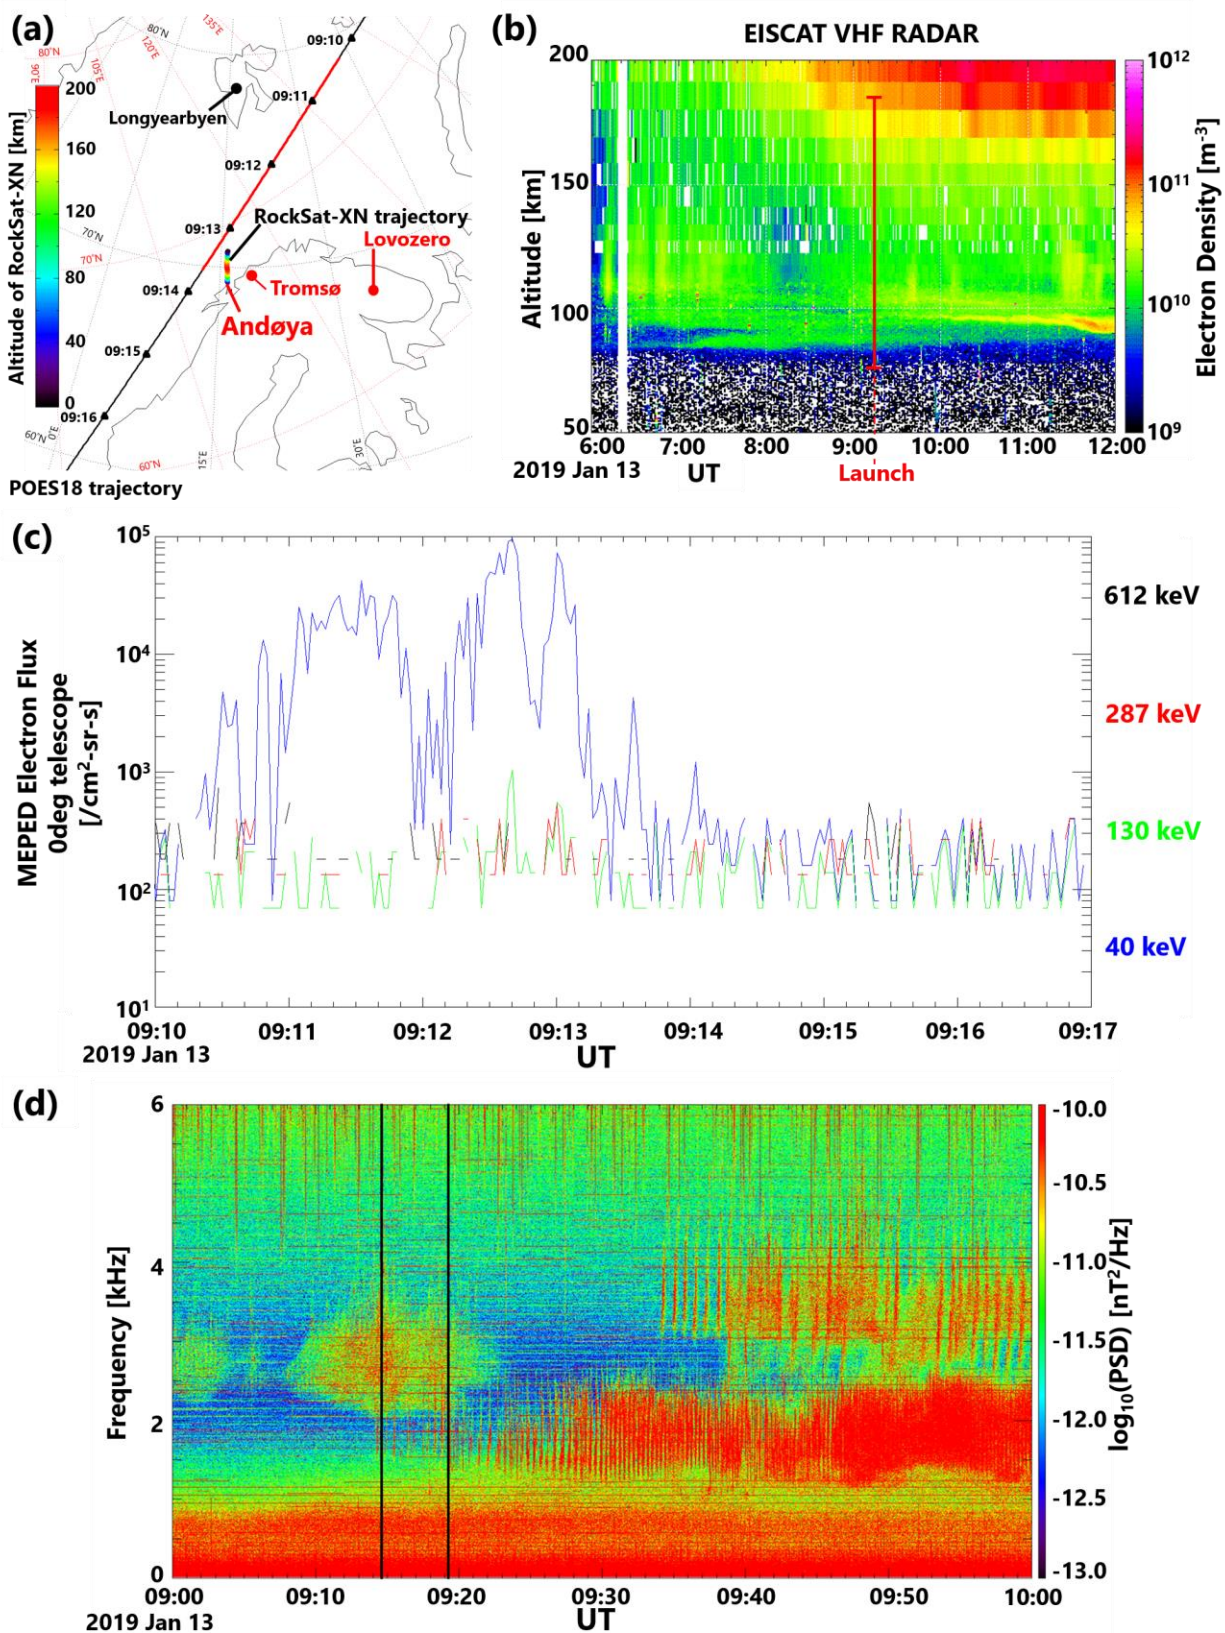 (a)
80°N
135°E
80°N
120°E
105°E
90°E
Altitude of RockSat-XN [km]
200
160
120
80
40
0
09:10
09:11
Longyearbyen
09:12
RockSat-XN trajectory
09:13
Lovozero
70°N
70°N
Tromsø
09:14
Andøya
09:15
09:16
60°N
0°E
60°N
15°E
30°E
POES18 trajectory
(b)
EISCAT VHF RADAR
Altitude [km]
200
150
100
50
6:00 7:00 8:00 9:00 10:00 11:00 12:00
2019 Jan 13 UT
Launch
10¹²
10¹¹
10¹⁰
10⁹
Electron Density [m⁻³]
(c)
MEPED Electron Flux
0deg telescope
[/cm²-sr-s]
10⁵
10⁴
10³
10²
10¹
612 keV
287 keV
130 keV
40 keV
09:10 09:11 09:12 09:13 09:14 09:15 09:16 09:17
2019 Jan 13 UT
(d)
Frequency [kHz]
6
4
2
0
09:00 09:10 09:20 09:30 09:40 09:50 10:00
2019 Jan 13 UT
-10.0
-10.5
-11.0
-11.5
-12.0
-12.5
-13.0
log₁₀(PSD) [nT²/Hz]